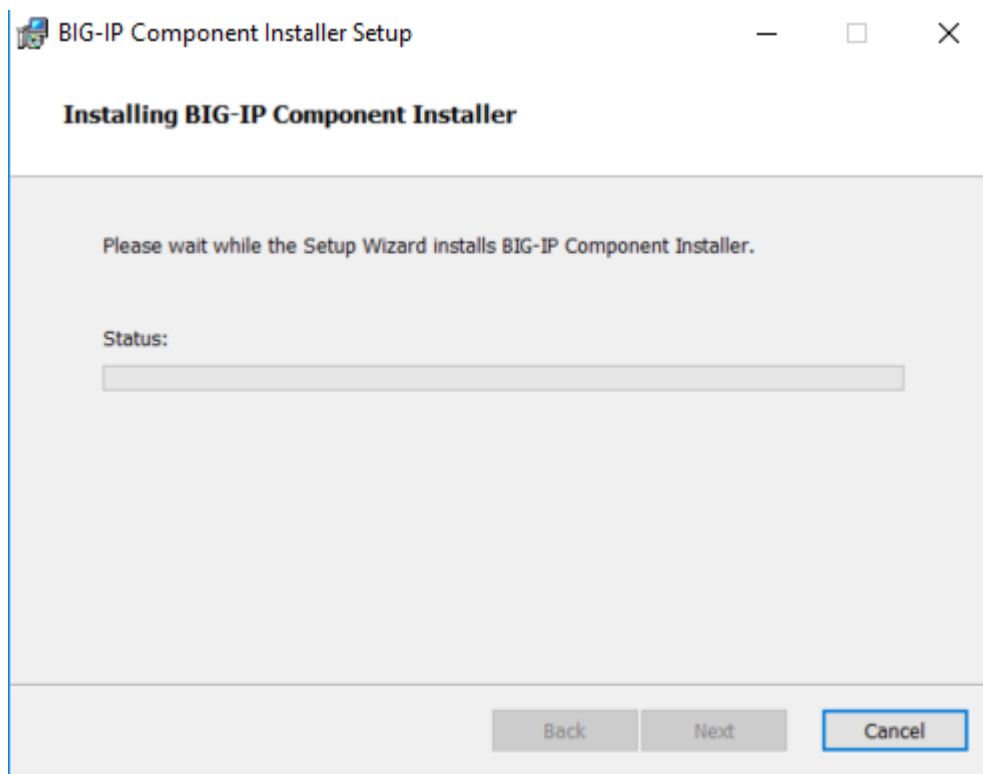 BIG-IP Component Installer Setup
Installing BIG-IP Component Installer
Please wait while the Setup Wizard installs BIG-IP Component Installer.
Status:
Back Next Cancel